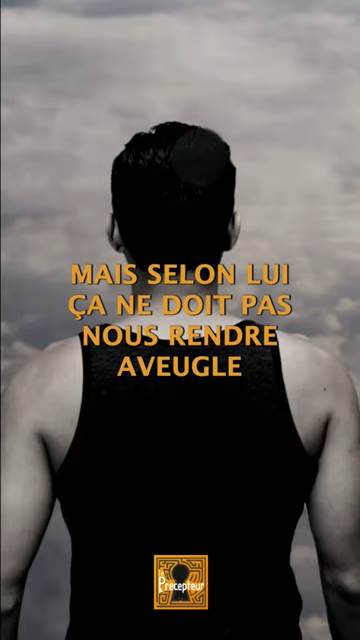 MAIS SELON LUI
ÇA NE DOIT PAS
NOUS RENDRE
AVEUGLE
Précepteur